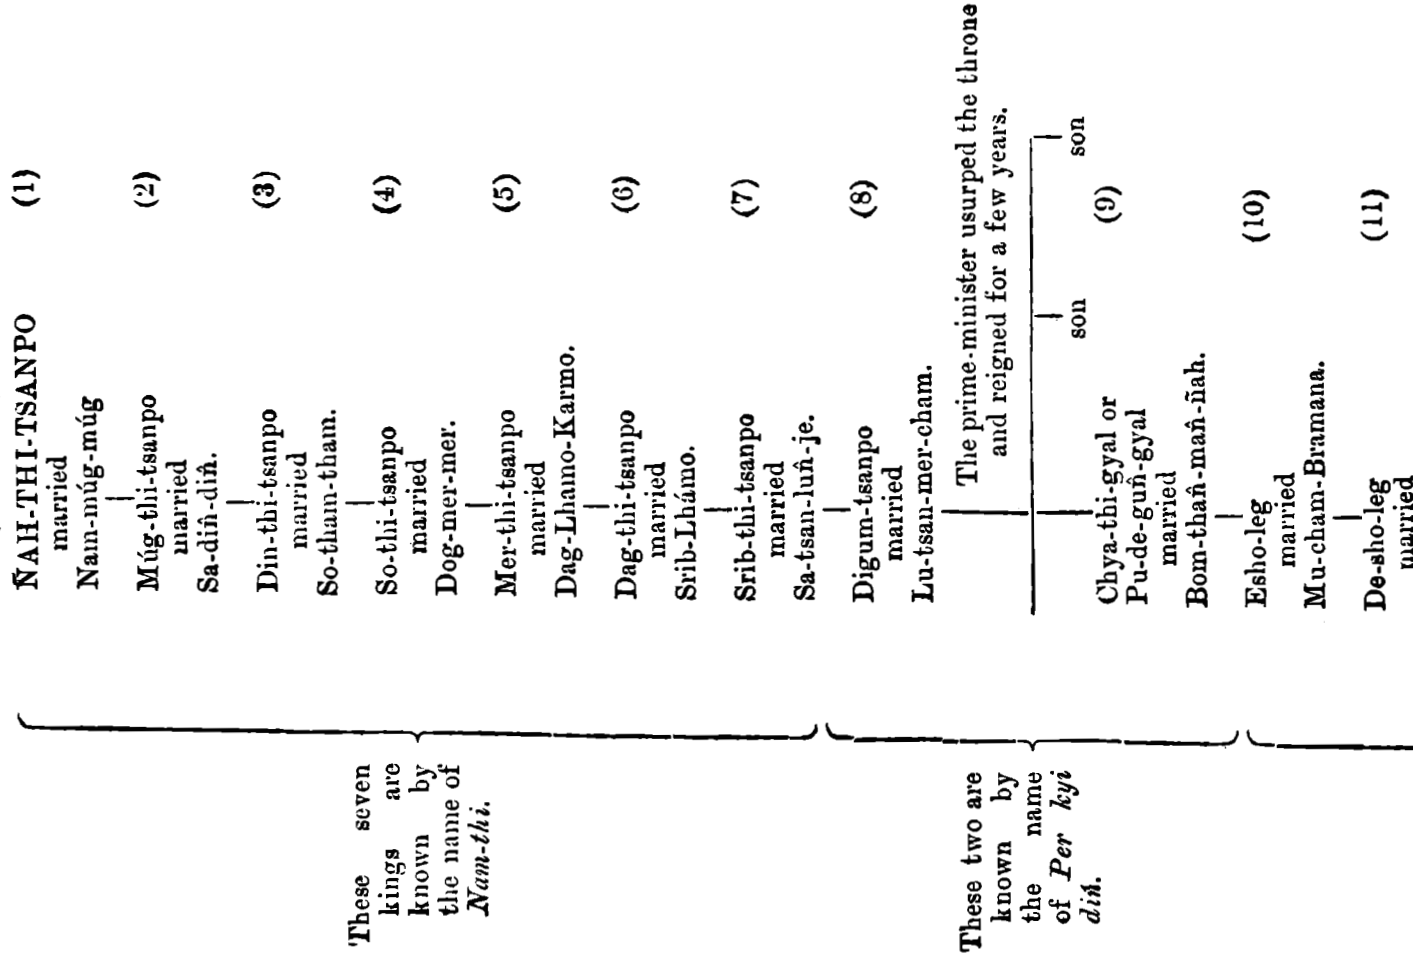 ÑAH-THI-TSANPO (1)
married
Nam-múg-múg
Múg-thi-tsanpo (2)
married
Sa-diñ-diñ.
Din-thi-tsanpo (3)
married
So-tham-tham.
So-thi-tsanpo (4)
married
Dog-mer-mer.
Mer-thi-tsanpo (5)
married
Dag-Lhamo-Karmo.
Dag-thi-tsanpo (6)
married
Srib-Lhámo.
Srib-thi-tsanpo (7)
married
Sa-tsan-luñ-je.
These seven
kings are
known by
the name of
Nam-thi.
Digum-tsanpo (8)
married
Lu-tsan-mer-cham.
The prime-minister usurped the throne
and reigned for a few years.
son son
Chya-thi-gyal or (9)
Pu-de-guñ-gyal
married
Bom-thañ-mañ-ñah.
These two are
known by
the name
of Per kyi
diñ.
Esho-leg (10)
married
Mu-cham-Bramana.
De-sho-leg (11)
married